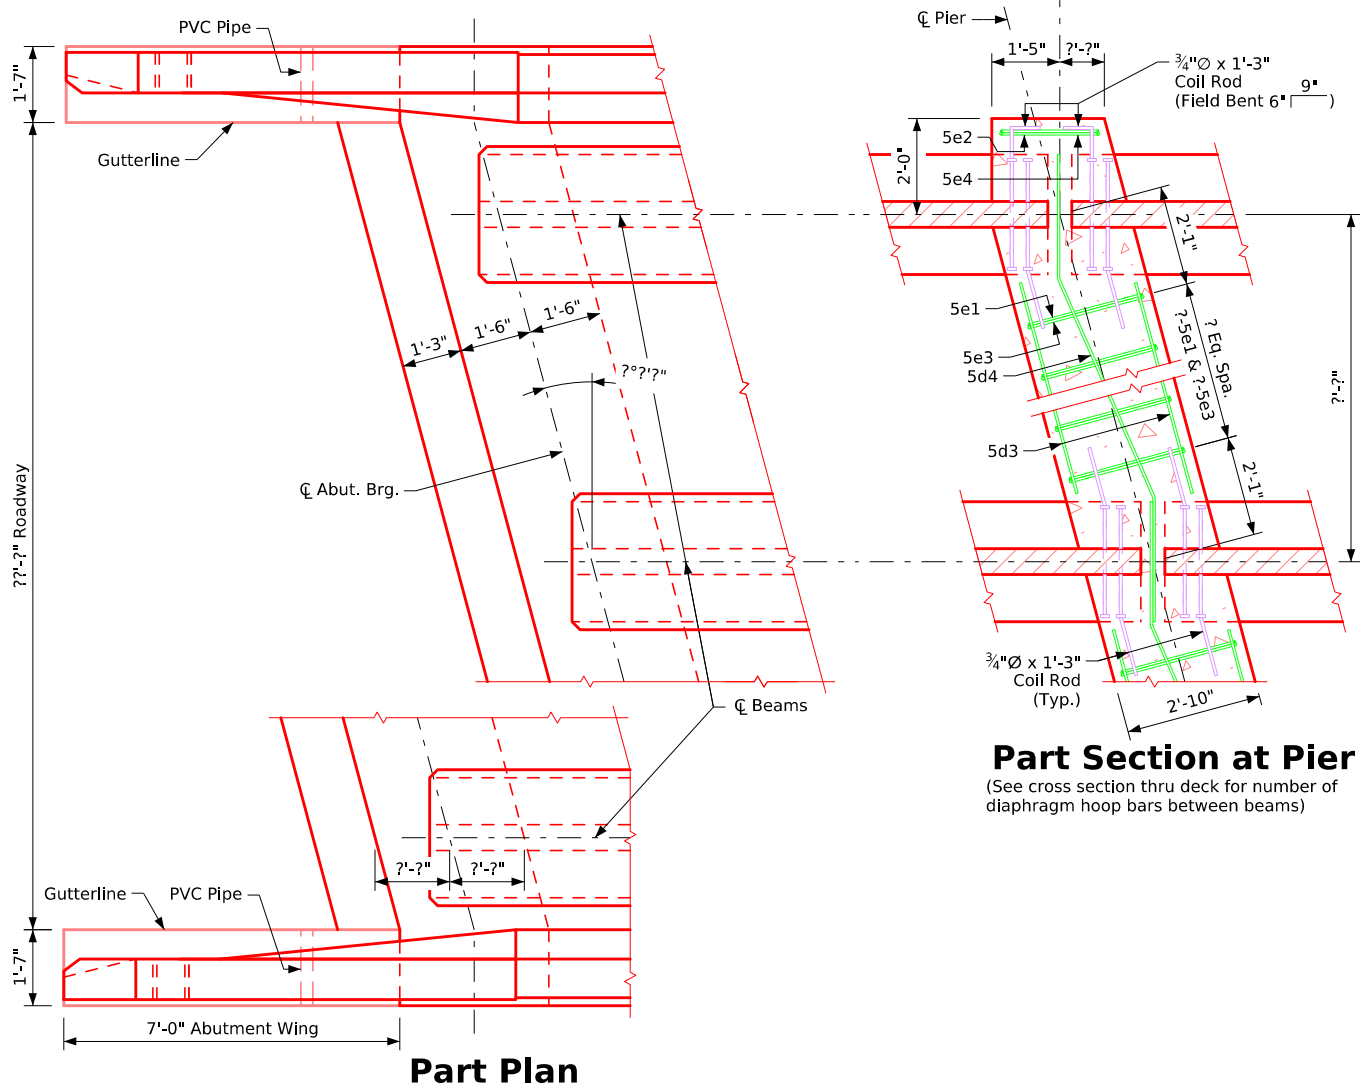 PVC Pipe
1'-7"
Gutterline
??'-?" Roadway
1'-3"
1'-6"
1'-6"
?°?'?"
℄ Abut. Brg.
℄ Beams
?'-?"
?'-?"
Gutterline
PVC Pipe
1'-7"
7'-0" Abutment Wing
Part Plan
℄ Pier
1'-5"
?'-?"
¾"Ø x 1'-3"
Coil Rod
(Field Bent 6" 9")
2'-0"
5e2
5e4
2'-1"
5e1
5e3
5d4
? Eq. Spa.
?-5e1 & ?-5e3
?'-?"
5d3
2'-1"
¾"Ø x 1'-3"
Coil Rod
(Typ.)
2'-10"
Part Section at Pier
(See cross section thru deck for number of
diaphragm hoop bars between beams)